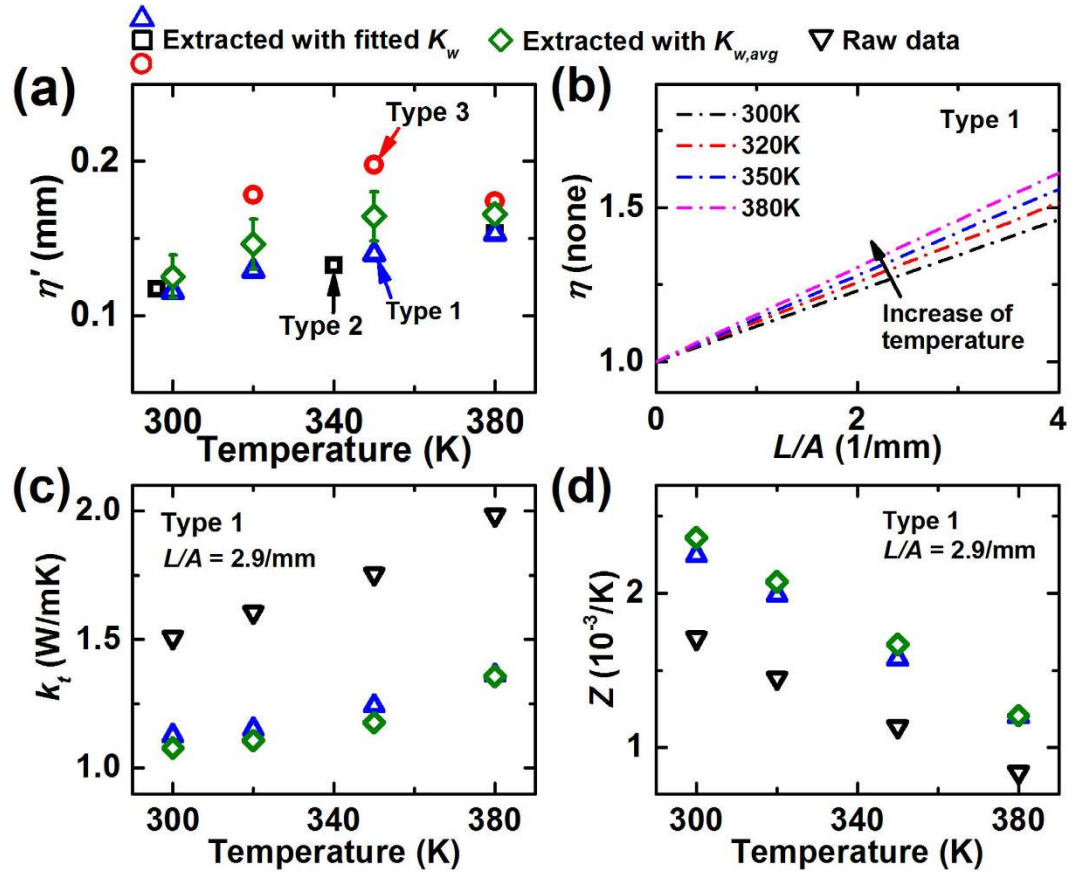 Extracted with fitted Kw Extracted with Kw,avg Raw data
(a)
Type 3
0.2
η′ (mm)
0.1
Type 2
Type 1
300 340 380
Temperature (K)
(b)
300K
320K
350K
380K
Type 1
η (none)
1.5
1.0
Increase of
temperature
0 2 4
L/A (1/mm)
(c)
Type 1
L/A = 2.9/mm
kt (W/mK)
2.0
1.5
1.0
300 340 380
Temperature (K)
(d)
Type 1
L/A = 2.9/mm
Z (10⁻³/K)
2
1
300 340 380
Temperature (K)